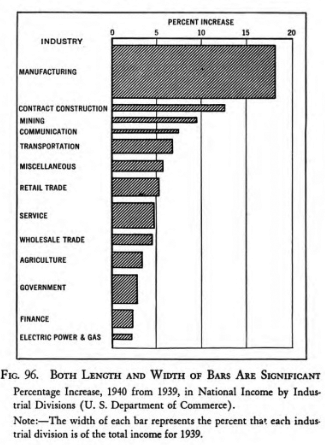 PERCENT INCREASE
INDUSTRY
0 5 10 15 20
MANUFACTURING
CONTRACT CONSTRUCTION
MINING
COMMUNICATION
TRANSPORTATION
MISCELLANEOUS
RETAIL TRADE
SERVICE
WHOLESALE TRADE
AGRICULTURE
GOVERNMENT
FINANCE
ELECTRIC POWER & GAS
FIG. 96. BOTH LENGTH AND WIDTH OF BARS ARE SIGNIFICANT
Percentage Increase, 1940 from 1939, in National Income by Indus-
trial Divisions (U. S. Department of Commerce).
Note:—The width of each bar represents the percent that each indus-
trial division is of the total income for 1939.